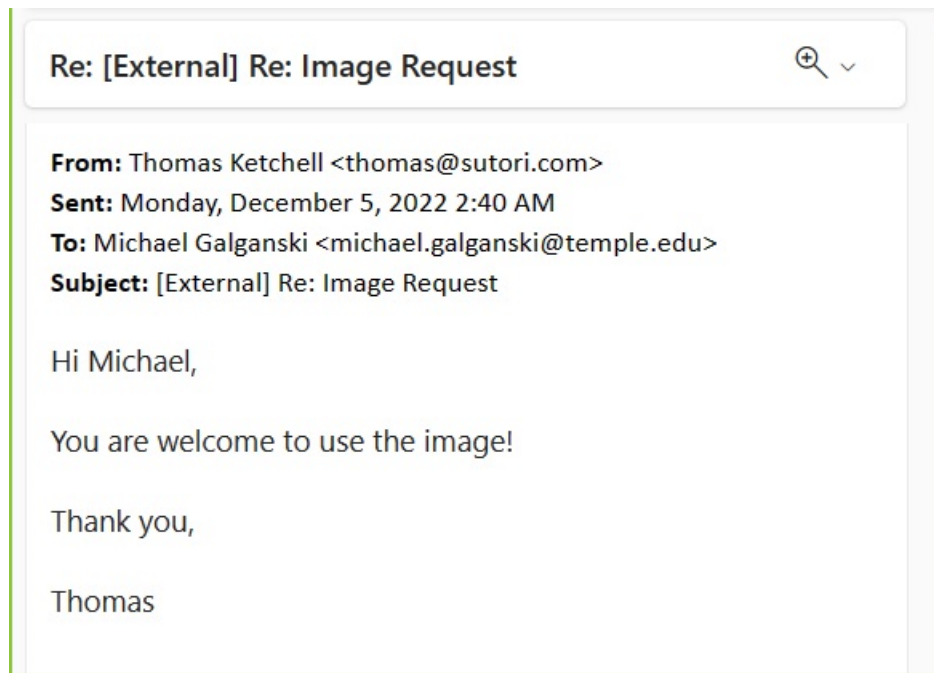 Re: [External] Re: Image Request
From: Thomas Ketchell <thomas@sutori.com>
Sent: Monday, December 5, 2022 2:40 AM
To: Michael Galganski <michael.galganski@temple.edu>
Subject: [External] Re: Image Request
Hi Michael,
You are welcome to use the image!
Thank you,
Thomas